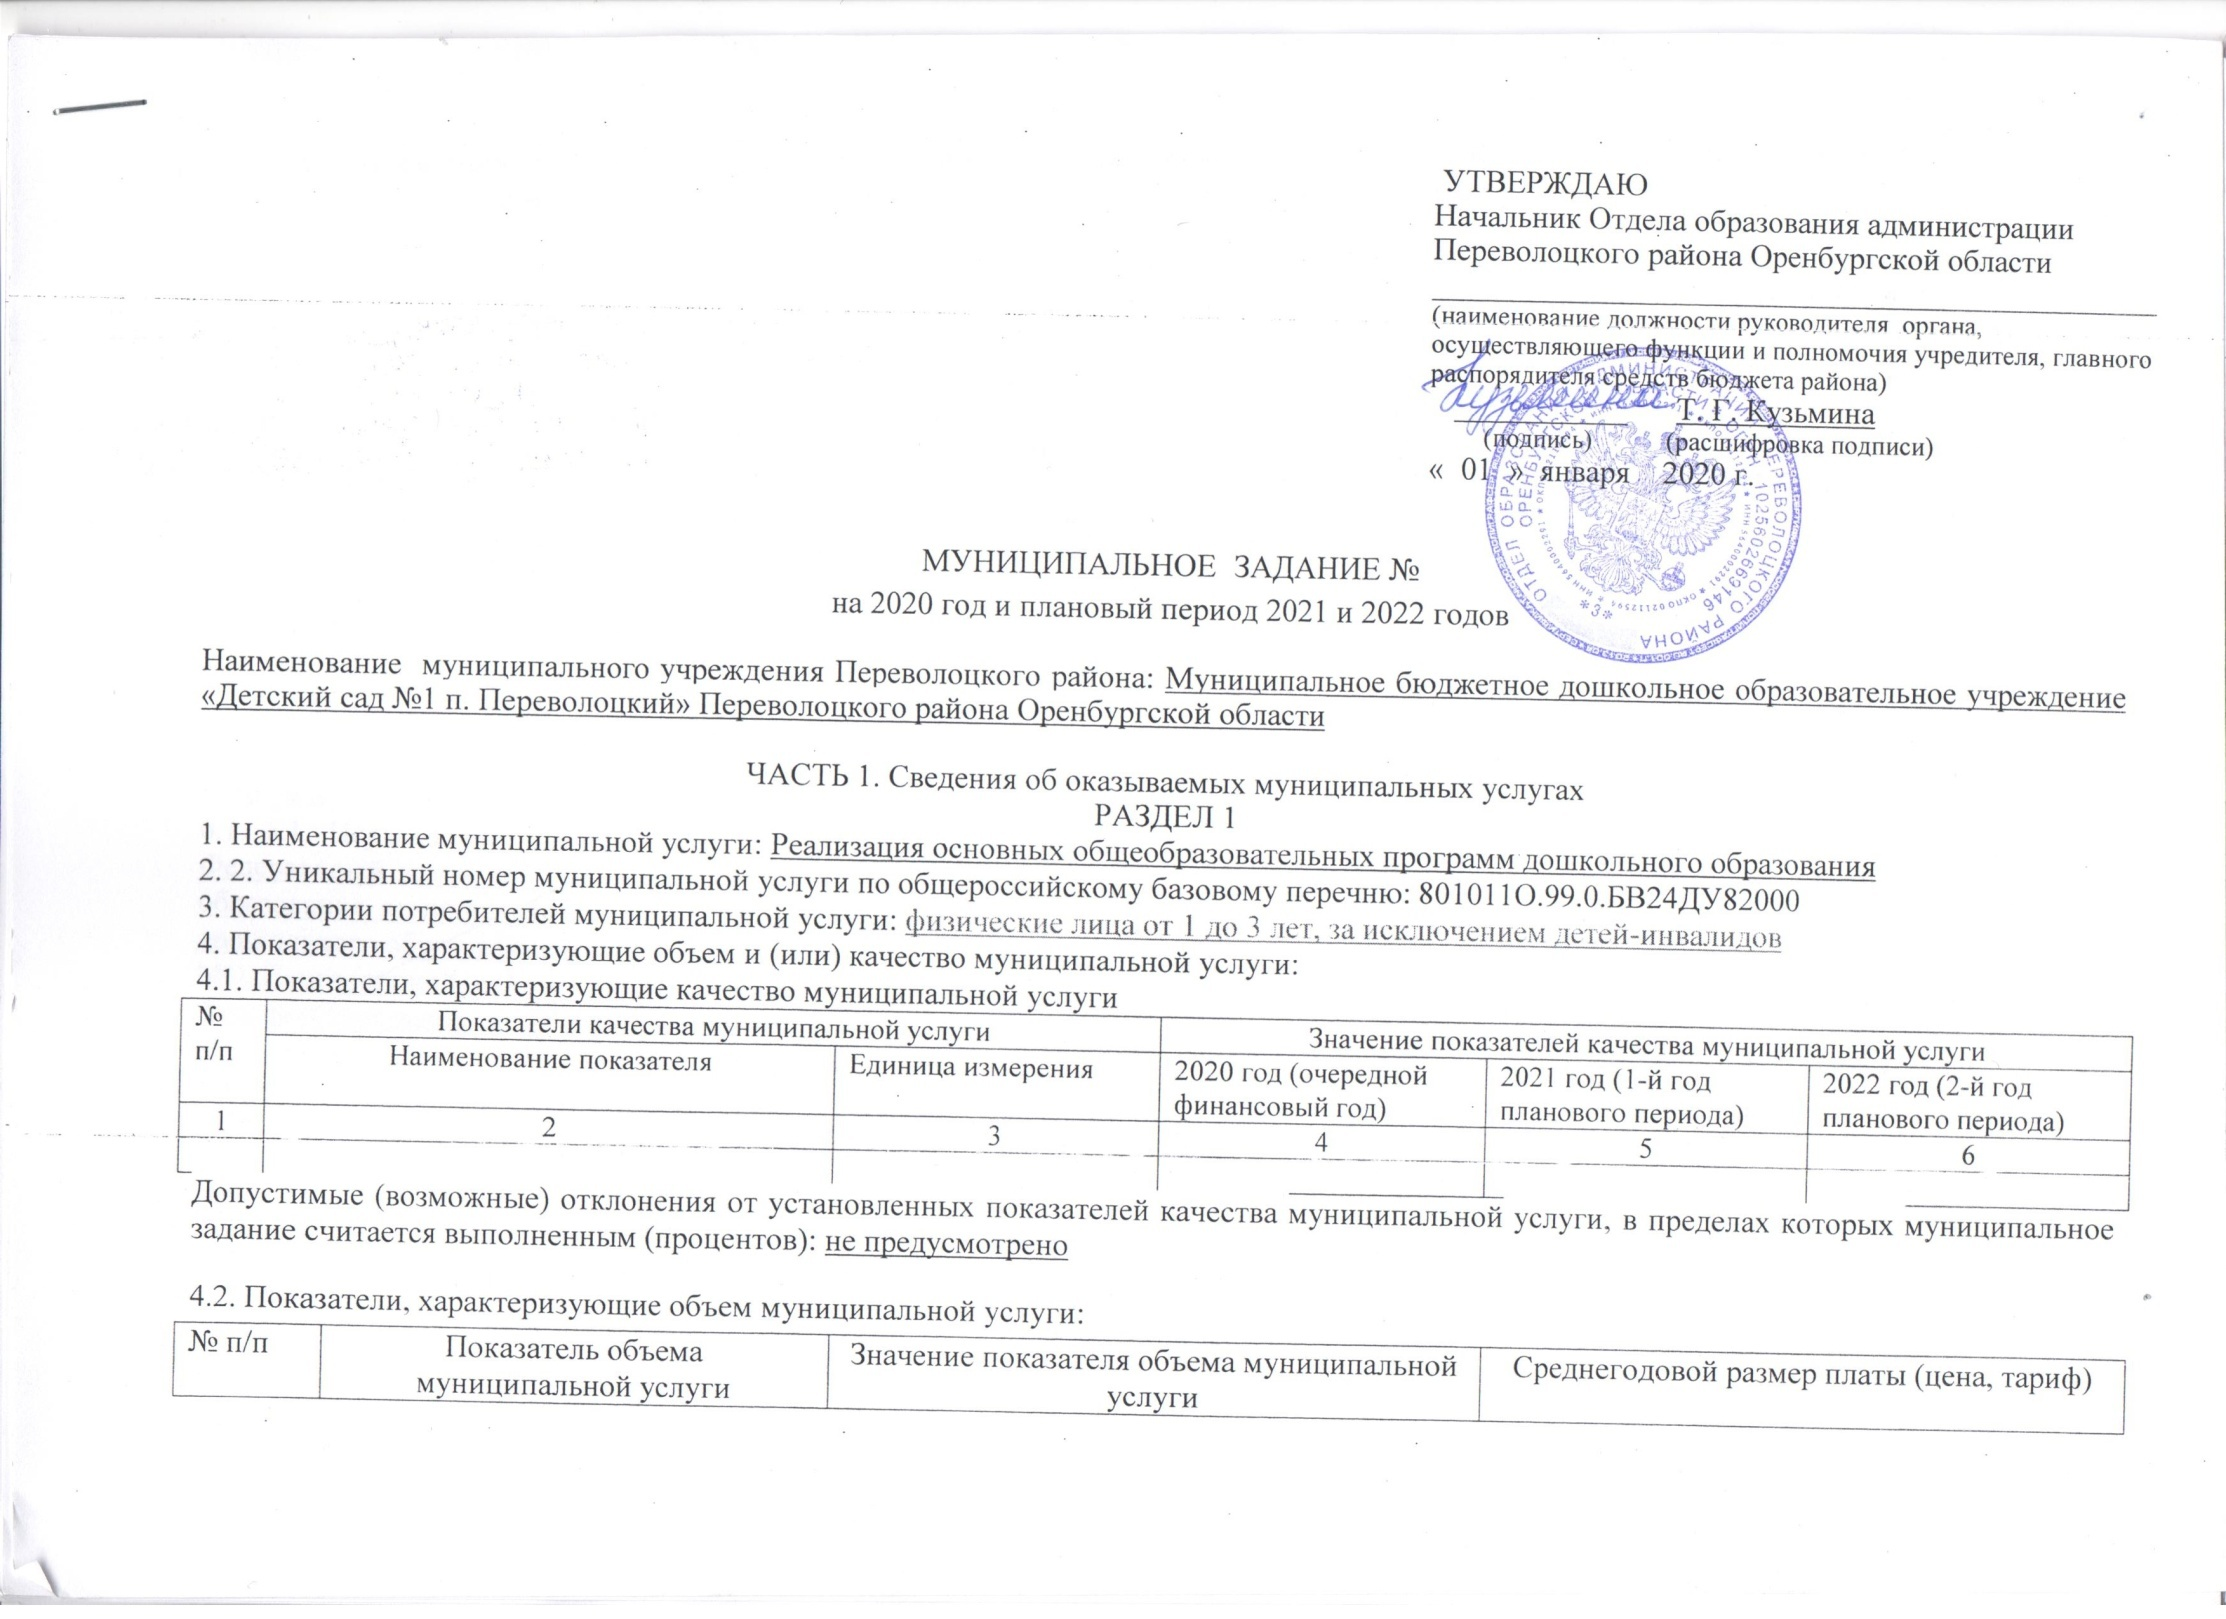 УТВЕРЖДАЮ
Начальник Отдела образования администрации
Переволоцкого района Оренбургской области
(наименование должности руководителя органа,
осуществляющего функции и полномочия учредителя, главного
распорядителя средств бюджета района)
Т. Г. Кузьмина
(подпись) (расшифровка подписи)
« 01 » января 2020 г.
ОТДЕЛ ОБРАЗОВАНИЯ АДМИНИСТРАЦИИ ПЕРЕВОЛОЦКОГО РАЙОНА
ОРЕНБУРГСКОЙ ОБЛАСТИ * ОГРН 1025602669146
*3*
МУНИЦИПАЛЬНОЕ ЗАДАНИЕ №
на 2020 год и плановый период 2021 и 2022 годов
Наименование муниципального учреждения Переволоцкого района: Муниципальное бюджетное дошкольное образовательное учреждение
«Детский сад №1 п. Переволоцкий» Переволоцкого района Оренбургской области
ЧАСТЬ 1. Сведения об оказываемых муниципальных услугах
РАЗДЕЛ 1
1. Наименование муниципальной услуги: Реализация основных общеобразовательных программ дошкольного образования
2. 2. Уникальный номер муниципальной услуги по общероссийскому базовому перечню: 801011О.99.0.БВ24ДУ82000
3. Категории потребителей муниципальной услуги: физические лица от 1 до 3 лет, за исключением детей-инвалидов
4. Показатели, характеризующие объем и (или) качество муниципальной услуги:
4.1. Показатели, характеризующие качество муниципальной услуги
№ п/п Показатели качества муниципальной услуги Значение показателей качества муниципальной услуги
Наименование показателя Единица измерения 2020 год (очередной финансовый год) 2021 год (1-й год планового периода) 2022 год (2-й год планового периода)
1 2 3 4 5 6
Допустимые (возможные) отклонения от установленных показателей качества муниципальной услуги, в пределах которых муниципальное
задание считается выполненным (процентов): не предусмотрено
4.2. Показатели, характеризующие объем муниципальной услуги:
№ п/п Показатель объема муниципальной услуги Значение показателя объема муниципальной услуги Среднегодовой размер платы (цена, тариф)